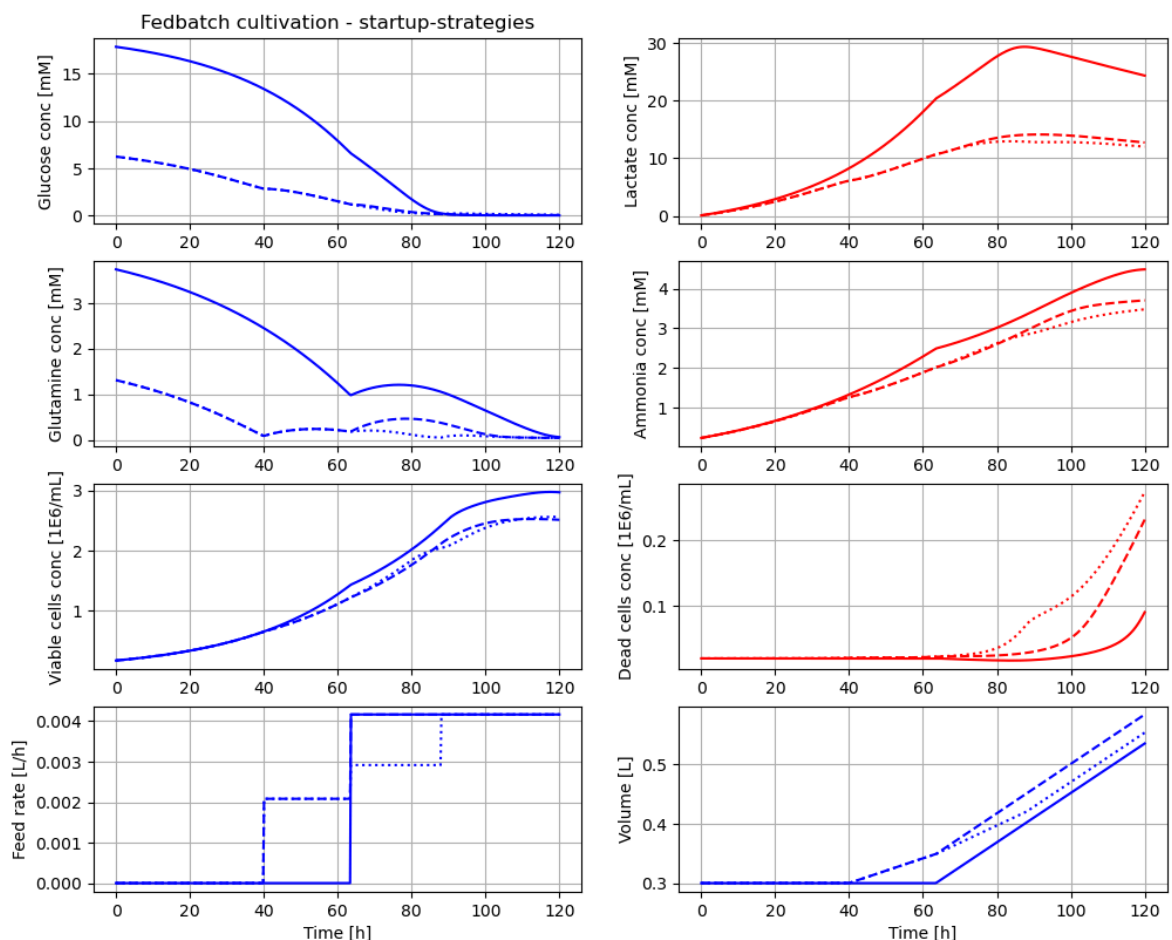 Fedbatch cultivation - startup-strategies
Glucose conc [mM]
15
10
5
0
0 20 40 60 80 100 120
Lactate conc [mM]
30
20
10
0
0 20 40 60 80 100 120
Glutamine conc [mM]
3
2
1
0
0 20 40 60 80 100 120
Ammonia conc [mM]
4
3
2
1
0 20 40 60 80 100 120
Viable cells conc [1E6/mL]
3
2
1
0 20 40 60 80 100 120
Dead cells conc [1E6/mL]
0.2
0.1
0 20 40 60 80 100 120
Feed rate [L/h]
0.004
0.003
0.002
0.001
0.000
0 20 40 60 80 100 120
Time [h]
Volume [L]
0.5
0.4
0.3
0 20 40 60 80 100 120
Time [h]